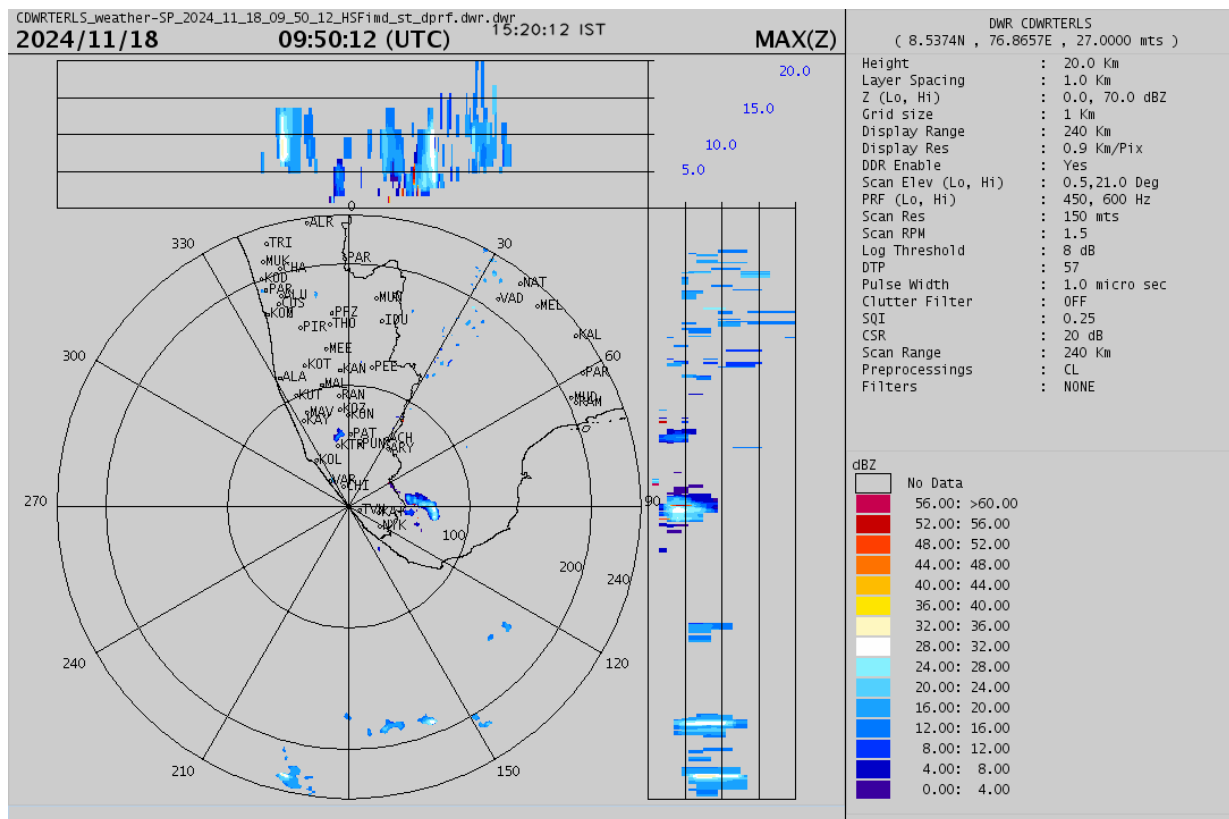 CDWRTERLS_weather-SP_2024_11_18_09_50_12_HSFimd_st_dprf.dwr.dwr
2024/11/18 09:50:12 (UTC) 15:20:12 IST MAX(Z)
20.0
15.0
10.0
5.0
0
ALR
330
TRI
30
PAR
MUK
CHA
KOD
NAT
PAR
ALU
COS
MUN
VAD
MEL
KOM
PFZ
PIR
THO
IDU
KAL
MEE
300
60
KOT
KAN
PEE
PAR
ALA
MAL
KUT
RAN
MUD
RAM
MAV
KOZ
KON
KAY
PAT
ACH
KTR
PUN
ARY
KOL
VAR
CHI
270
90
TVM
KAT
NYK
100
200
240
240
120
210
150
DWR CDWRTERLS
( 8.5374N , 76.8657E , 27.0000 mts )
Height : 20.0 Km
Layer Spacing : 1.0 Km
Z (Lo, Hi) : 0.0, 70.0 dBZ
Grid size : 1 Km
Display Range : 240 Km
Display Res : 0.9 Km/Pix
DDR Enable : Yes
Scan Elev (Lo, Hi) : 0.5,21.0 Deg
PRF (Lo, Hi) : 450, 600 Hz
Scan Res : 150 mts
Scan RPM : 1.5
Log Threshold : 8 dB
DTP : 57
Pulse Width : 1.0 micro sec
Clutter Filter : OFF
SQI : 0.25
CSR : 20 dB
Scan Range : 240 Km
Preprocessings : CL
Filters : NONE
dBZ
No Data
56.00: >60.00
52.00: 56.00
48.00: 52.00
44.00: 48.00
40.00: 44.00
36.00: 40.00
32.00: 36.00
28.00: 32.00
24.00: 28.00
20.00: 24.00
16.00: 20.00
12.00: 16.00
8.00: 12.00
4.00: 8.00
0.00: 4.00